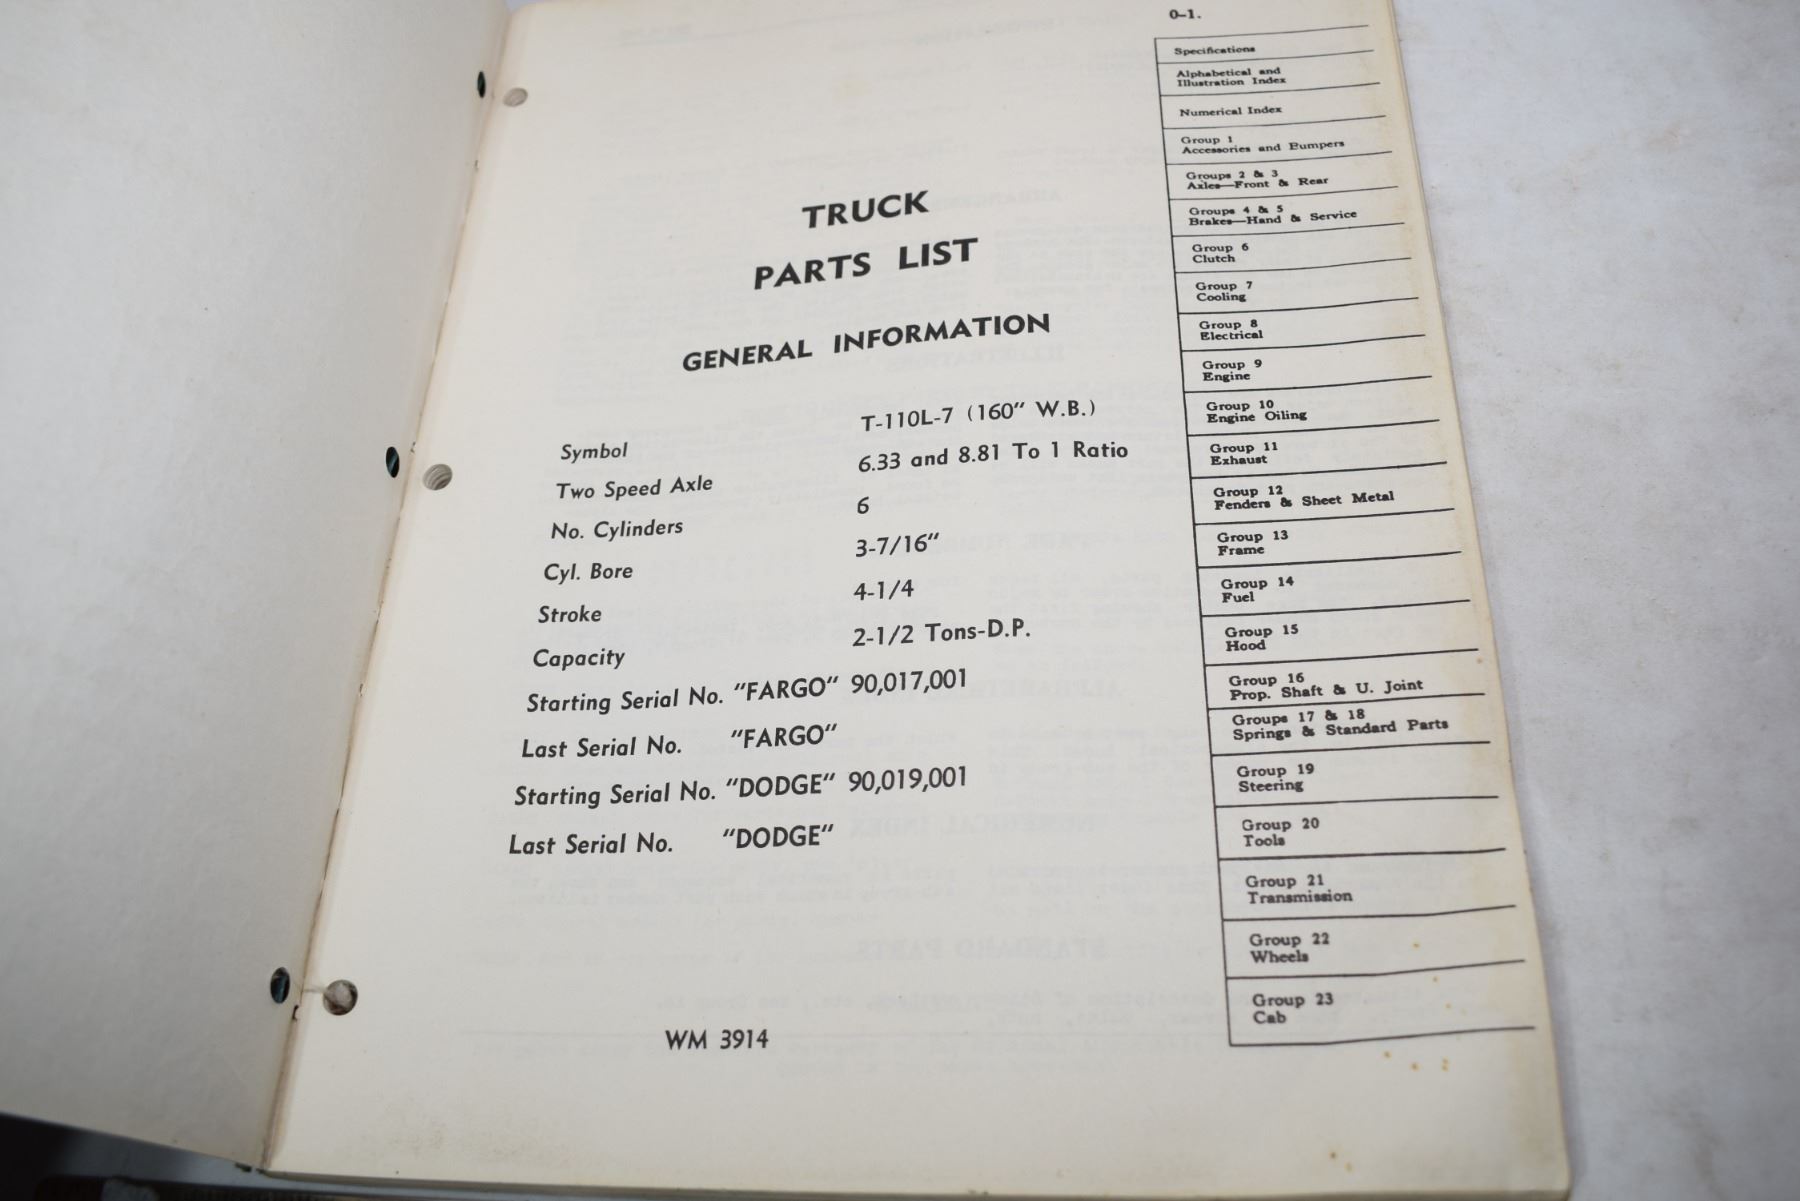 0-1.
TRUCK
PARTS LIST
GENERAL INFORMATION
Symbol T-110L-7 (160" W.B.)
Two Speed Axle 6.33 and 8.81 To 1 Ratio
No. Cylinders 6
Cyl. Bore 3-7/16"
Stroke 4-1/4
Capacity 2-1/2 Tons-D.P.
Starting Serial No. "FARGO" 90,017,001
Last Serial No. "FARGO"
Starting Serial No. "DODGE" 90,019,001
Last Serial No. "DODGE"
WM 3914
Specifications
Alphabetical and
Illustration Index
Numerical Index
Group 1
Accessories and Bumpers
Groups 2 & 3
Axles—Front & Rear
Groups 4 & 5
Brakes—Hand & Service
Group 6
Clutch
Group 7
Cooling
Group 8
Electrical
Group 9
Engine
Group 10
Engine Oiling
Group 11
Exhaust
Group 12
Fenders & Sheet Metal
Group 13
Frame
Group 14
Fuel
Group 15
Hood
Group 16
Prop. Shaft & U. Joint
Groups 17 & 18
Springs & Standard Parts
Group 19
Steering
Group 20
Tools
Group 21
Transmission
Group 22
Wheels
Group 23
Cab